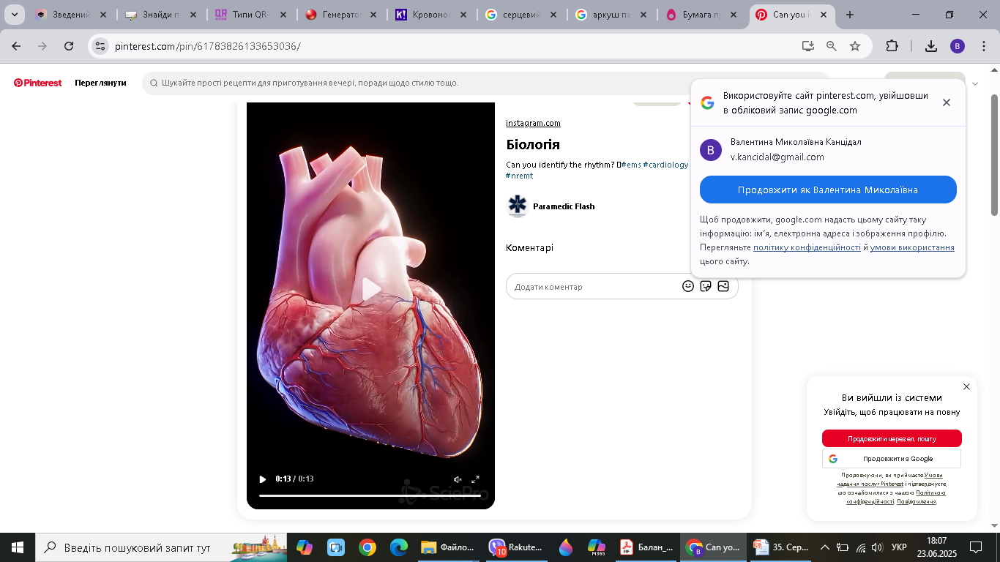 Зведений
Знайди п
Типи QR-
Генерато
Кровонос
серцевий
аркуш па
Бумага п
Can you i
pinterest.com/pin/61783826133653036/
Pinterest
Переглянути
Шукайте прості рецепти для приготування вечері, поради щодо стилю тощо.
Використовуйте сайт pinterest.com, увійшовши
в обліковий запис google.com
Валентина Миколаївна Канцідал
v.kancidal@gmail.com
Продовжити як Валентина Миколаївна
Щоб продовжити, google.com надасть цьому сайту таку
інформацію: ім’я, електронна адреса і зображення профілю.
Перегляньте політику конфіденційності й умови використання
цього сайту.
instagram.com
Біологія
Can you identify the rhythm? #ems #cardiology
#nremt
Paramedic Flash
Коментарі
Додати коментар
0:13 / 0:13
SciePro
Ви вийшли із системи
Увійдіть, щоб працювати на повну
Продовжити через ел. пошту
Продовжити з Google
Продовжуючи, ви приймаєте Умови
надання послуг Pinterest і підтверджуєте,
що ознайомилися з нашою Політикою
конфіденційності. Повідомлення.
Введіть пошуковий запит тут
M365
Файло...
10
Rakute...
PDF
Балан_...
Can yo...
35. Сер...
УКР
18:07
23.06.2025